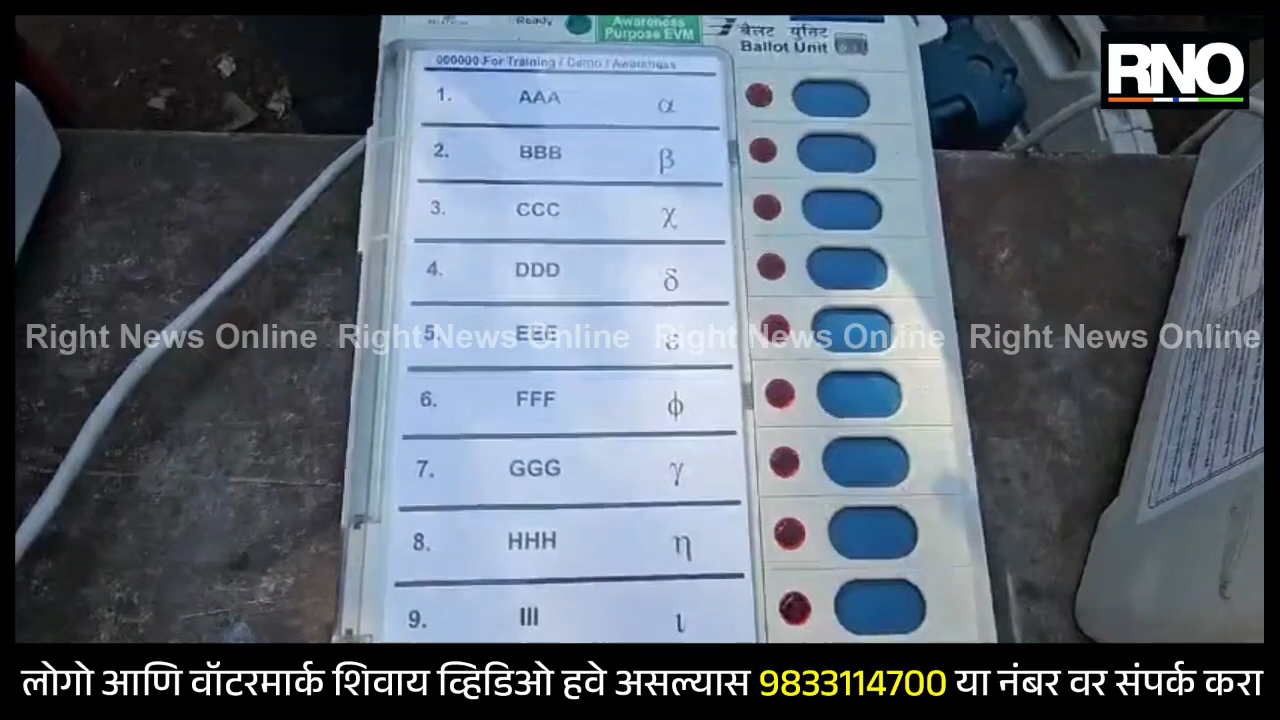 Ready
Awareness
Purpose EVM
बैलट युनिट
Ballot Unit
RNO
000000 For Training / Demo / Awareness
1. AAA α
2. BBB β
3. CCC χ
4. DDD δ
Right News Online Right News Online Right News Online Right News Online
5. EEE ε
6. FFF ϕ
7. GGG γ
8. HHH η
9. III ι
लोगो आणि वॉटरमार्क शिवाय व्हिडिओ हवे असल्यास 9833114700 या नंबर वर संपर्क करा